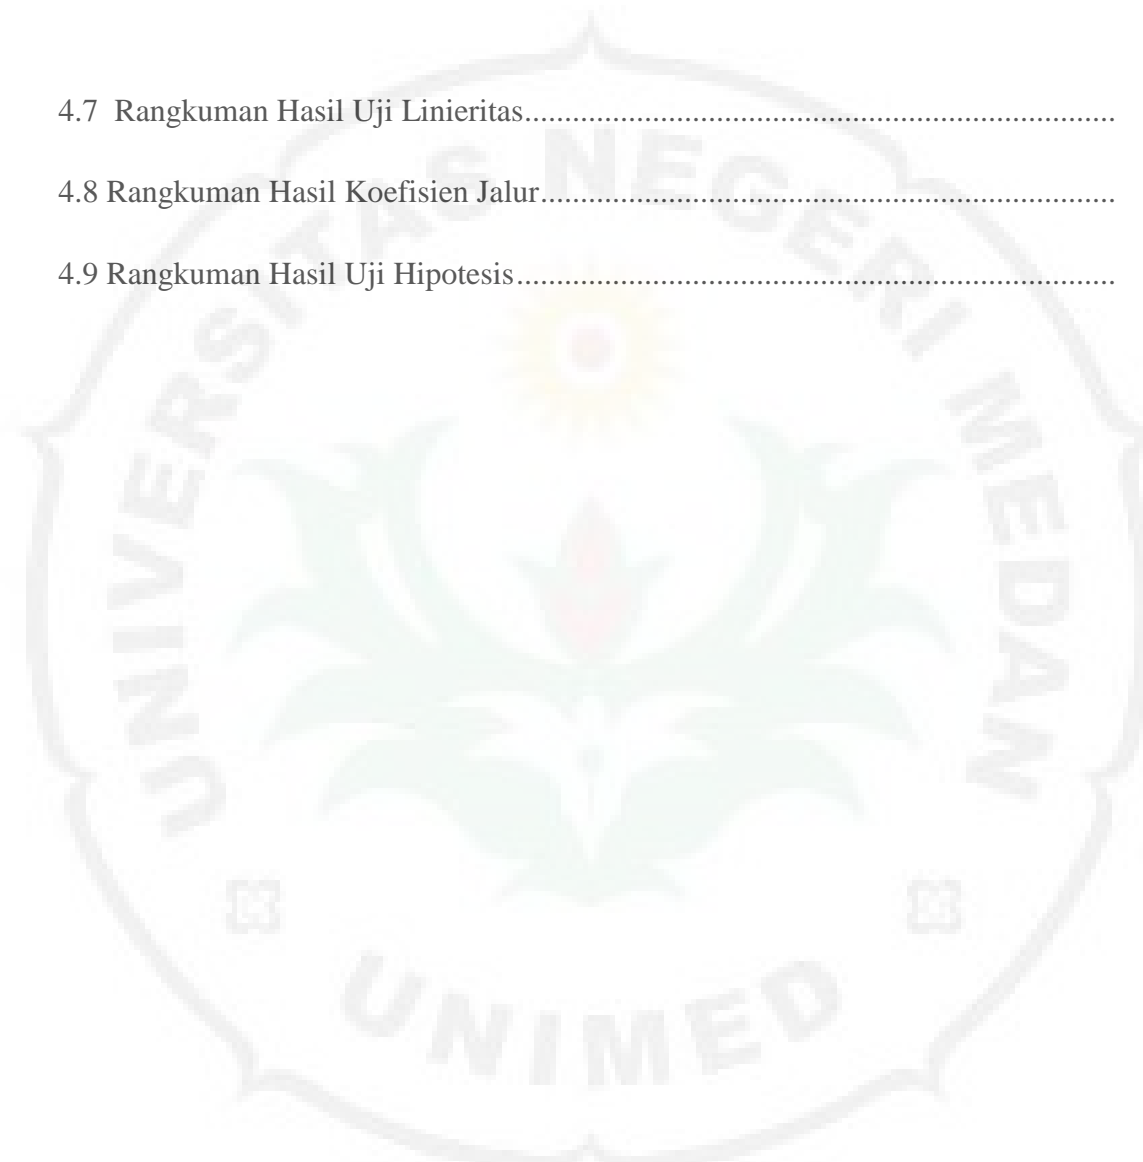 4.7 Rangkuman Hasil Uji Linieritas..........................................................................
4.8 Rangkuman Hasil Koefisien Jalur........................................................................
4.9 Rangkuman Hasil Uji Hipotesis...........................................................................
UNIVERSITAS NEGERI MEDAN
UNIMED